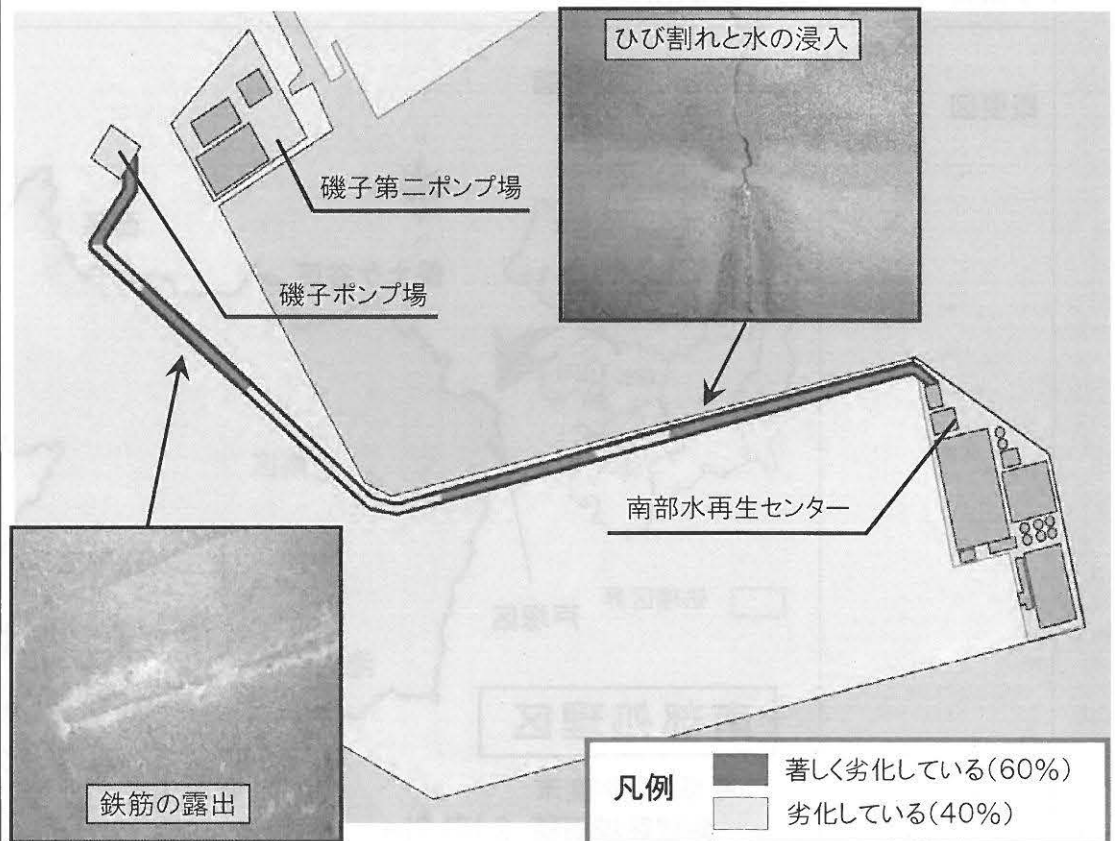 ひび割れと水の浸入
磯子第二ポンプ場
磯子ポンプ場
南部水再生センター
鉄筋の露出
凡例
著しく劣化している(60%)
劣化している(40%)